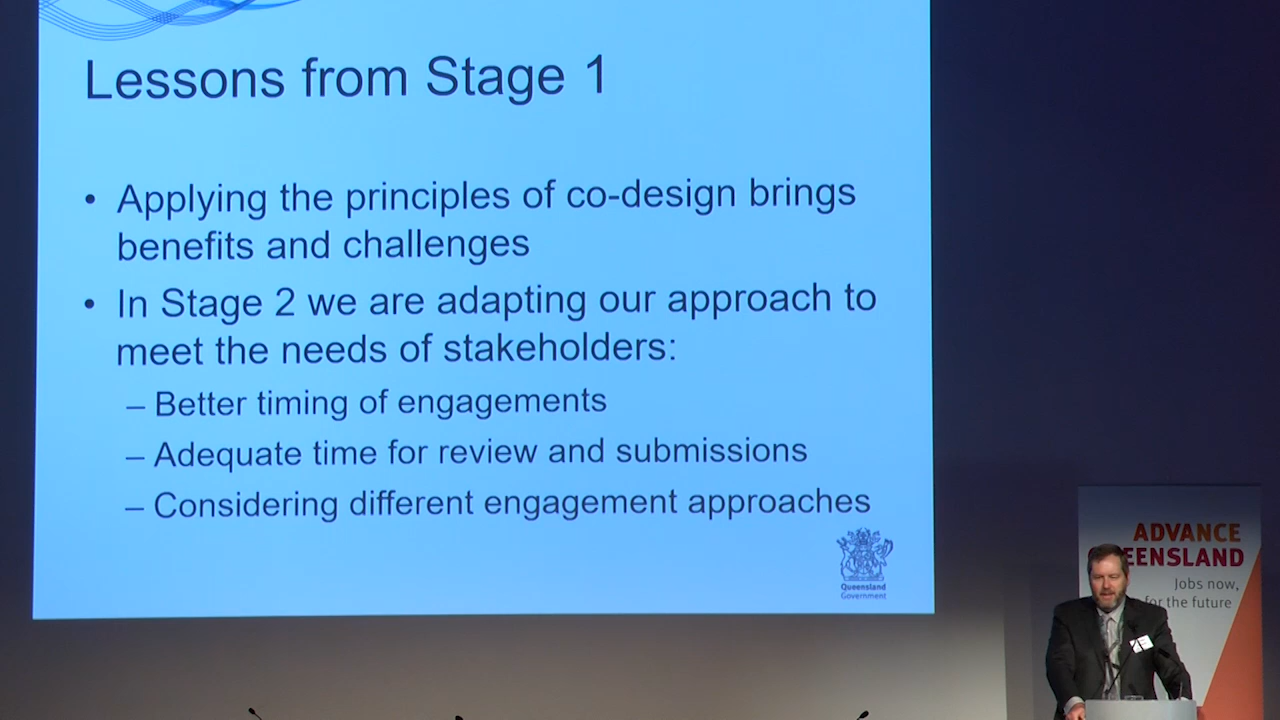 Lessons from Stage 1
• Applying the principles of co-design brings
benefits and challenges
• In Stage 2 we are adapting our approach to
meet the needs of stakeholders:
– Better timing of engagements
– Adequate time for review and submissions
– Considering different engagement approaches
Queensland
Government
ADVANCE
EENSLAND
Jobs now,
for the future